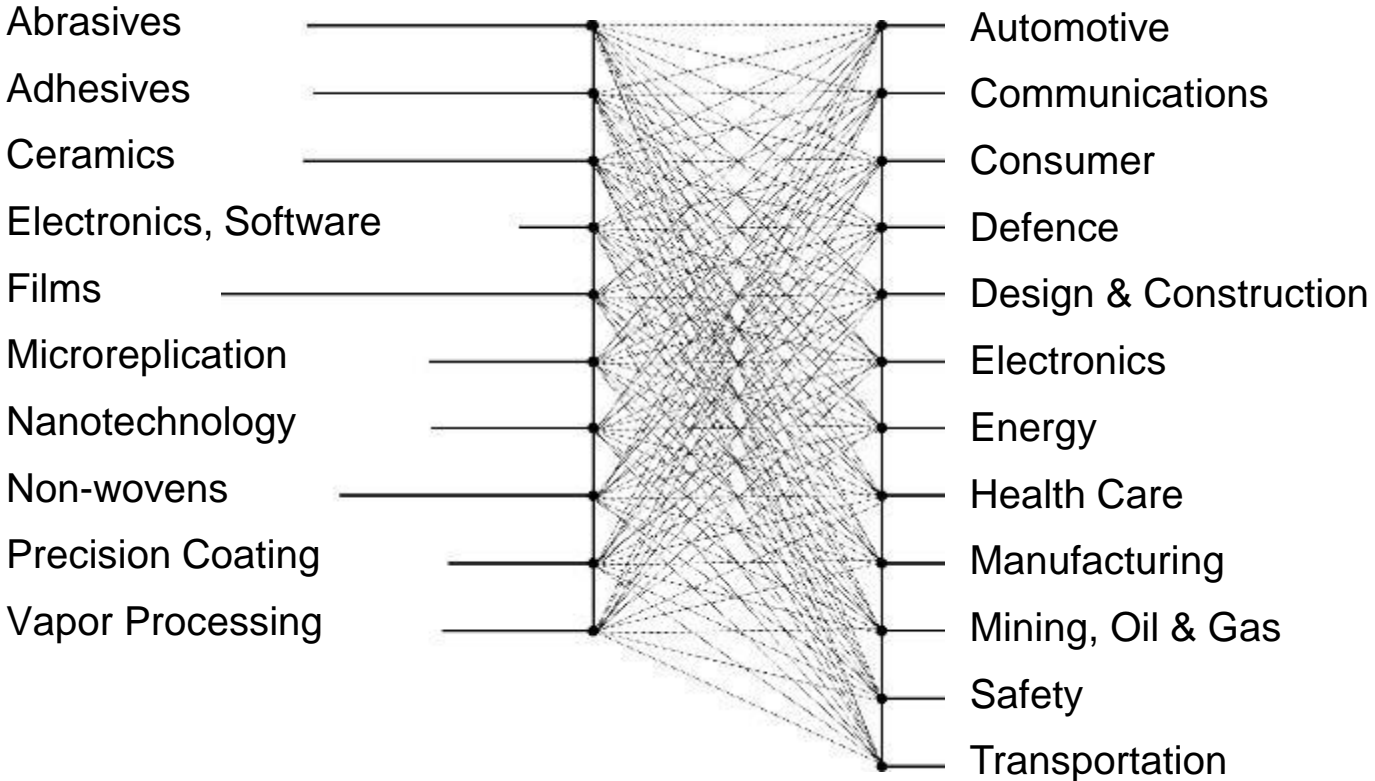 Abrasives
Adhesives
Ceramics
Electronics, Software
Films
Microreplication
Nanotechnology
Non-wovens
Precision Coating
Vapor Processing
Automotive
Communications
Consumer
Defence
Design & Construction
Electronics
Energy
Health Care
Manufacturing
Mining, Oil & Gas
Safety
Transportation